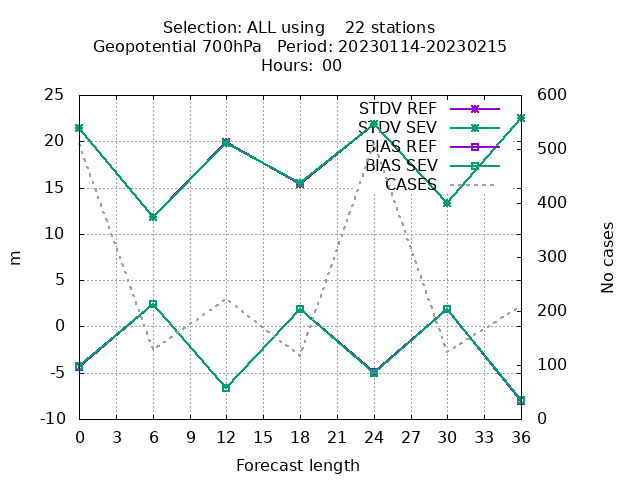 Selection: ALL using    22 stations
Geopotential 700hPa   Period: 20230114-20230215
Hours: 00
STDV REF
STDV SEV
BIAS REF
BIAS SEV
CASES
25
20
15
10
5
0
-5
-10
m
600
500
400
300
200
100
0
No cases
0 3 6 9 12 15 18 21 24 27 30 33 36
Forecast length